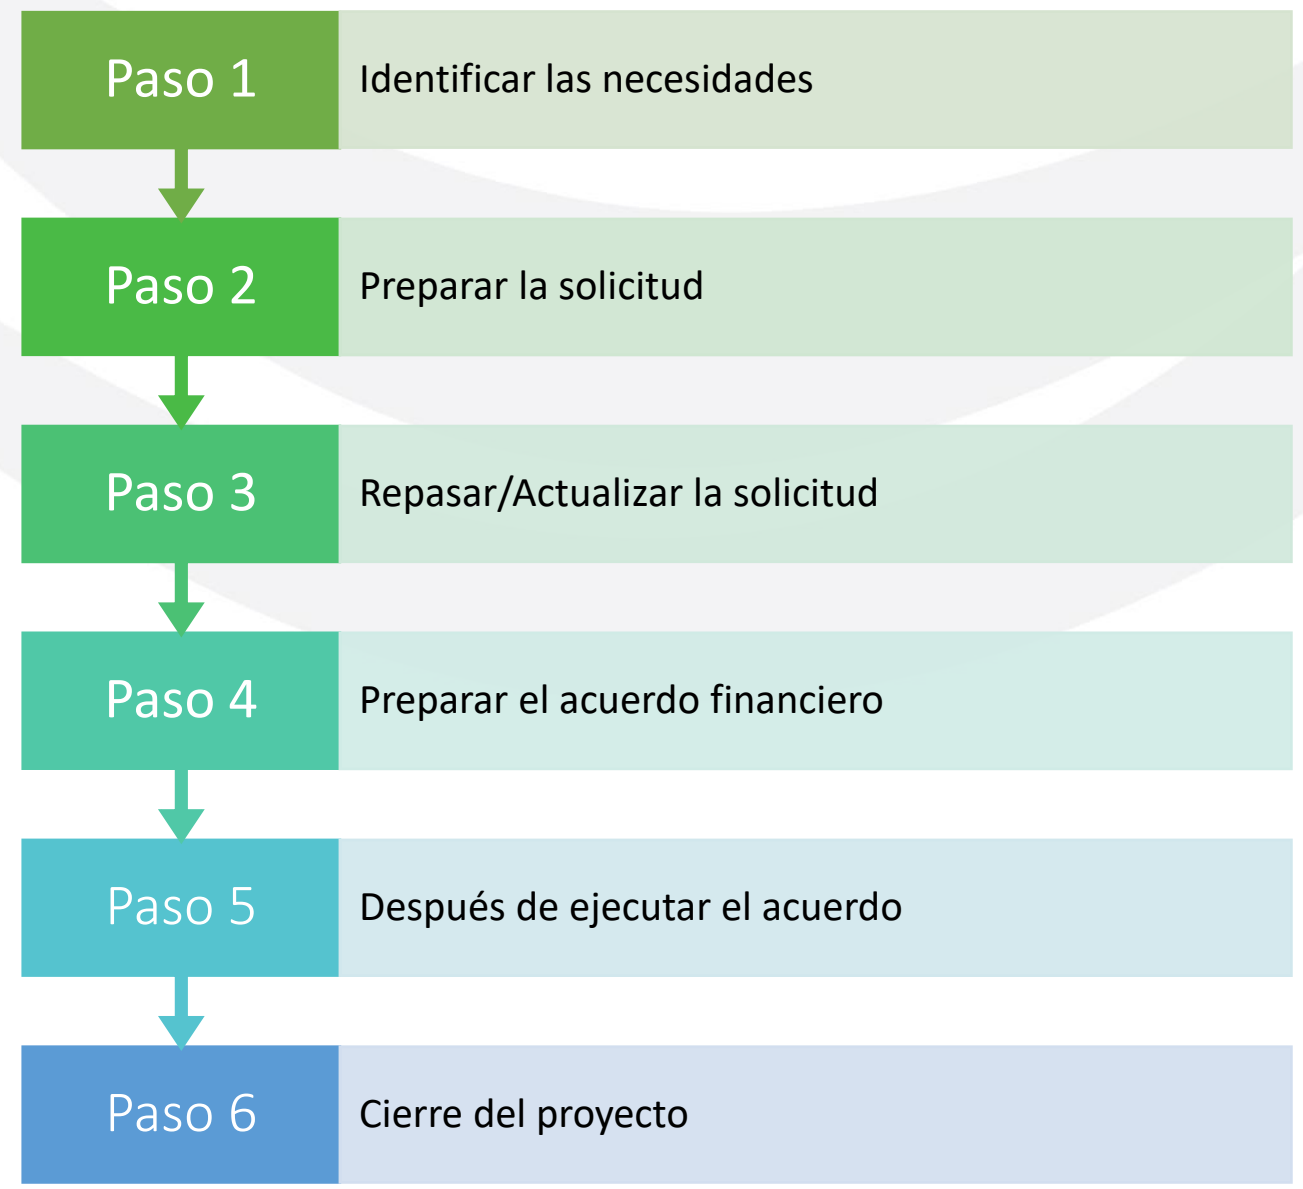 Paso 1
Identificar las necesidades
Paso 2
Preparar la solicitud
Paso 3
Repasar/Actualizar la solicitud
Paso 4
Preparar el acuerdo financiero
Paso 5
Después de ejecutar el acuerdo
Paso 6
Cierre del proyecto